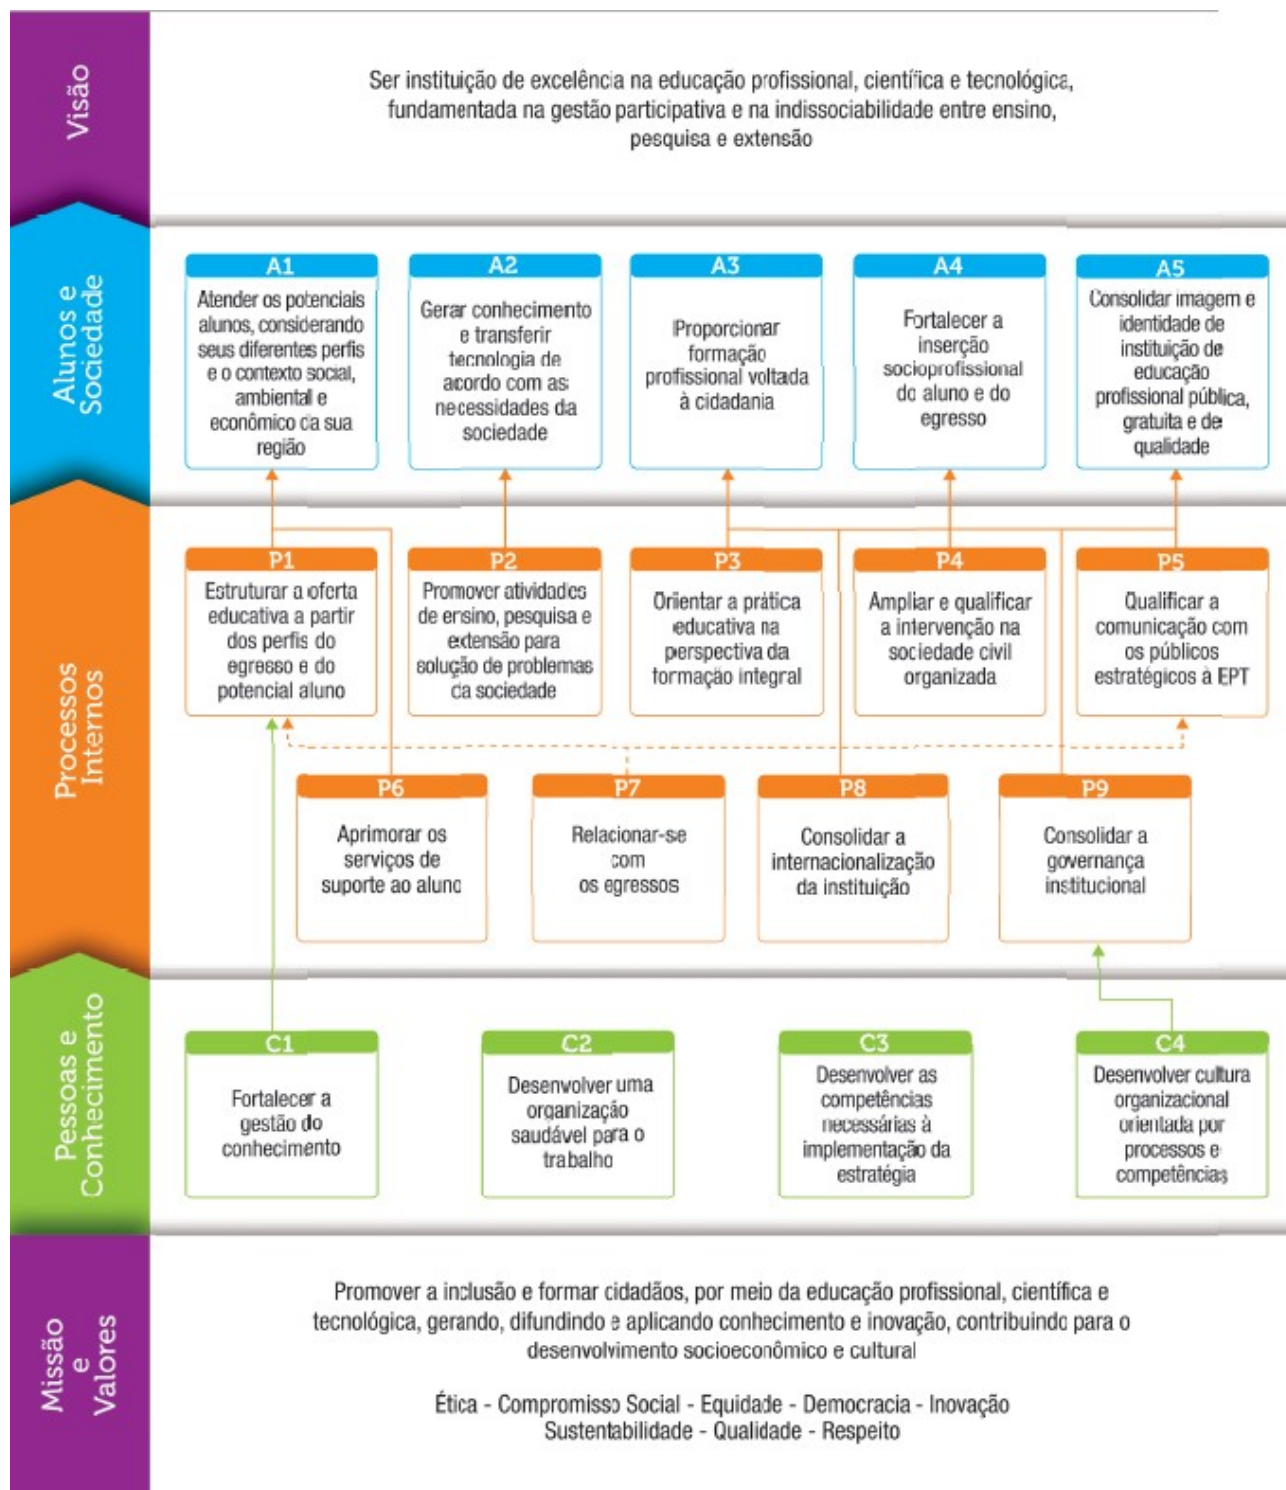 Visão
Ser instituição de excelência na educação profissional, científica e tecnológica,
fundamentada na gestão participativa e na indissociabilidade entre ensino,
pesquisa e extensão
Alunos e
Sociedade
A1
Atender os potenciais
alunos, considerando
seus diferentes perfis
e o contexto social,
ambiental e
econômico da sua
região
A2
Gerar conhecimento
e transferir
tecnologia de
acordo com as
necessidades da
sociedade
A3
Proporcionar
formação
profissional voltada
à cidadania
A4
Fortalecer a
inserção
socioprofissional
do aluno e do
egresso
A5
Consolidar imagem e
identidade de
instituição de
educação
profissional pública,
gratuita e de
qualidade
Processos
Internos
P1
Estruturar a oferta
educativa a partir
dos perfis do
egresso e do
potencial aluno
P2
Promover atividades
de ensino, pesquisa e
extensão para
solução de problemas
da sociedade
P3
Orientar a prática
educativa na
perspectiva da
formação integral
P4
Ampliar e qualificar
a intervenção na
sociedade civil
organizada
P5
Qualificar a
comunicação com
os públicos
estratégicos à EPT
P6
Aprimorar os
serviços de
suporte ao aluno
P7
Relacionar-se
com
os egressos
P8
Consolidar a
internacionalização
da instituição
P9
Consolidar a
governança
institucional
Pessoas e
Conhecimento
C1
Fortalecer a
gestão do
conhecimento
C2
Desenvolver uma
organização
saudável para o
trabalho
C3
Desenvolver as
competências
necessárias à
implementação da
estratégia
C4
Desenvolver cultura
organizacional
orientada por
processos e
competências
Missão
e
Valores
Promover a inclusão e formar cidadãos, por meio da educação profissional, científica e
tecnológica, gerando, difundindo e aplicando conhecimento e inovação, contribuindo para o
desenvolvimento socioeconômico e cultural
Ética - Compromisso Social - Equidade - Democracia - Inovação
Sustentabilidade - Qualidade - Respeito